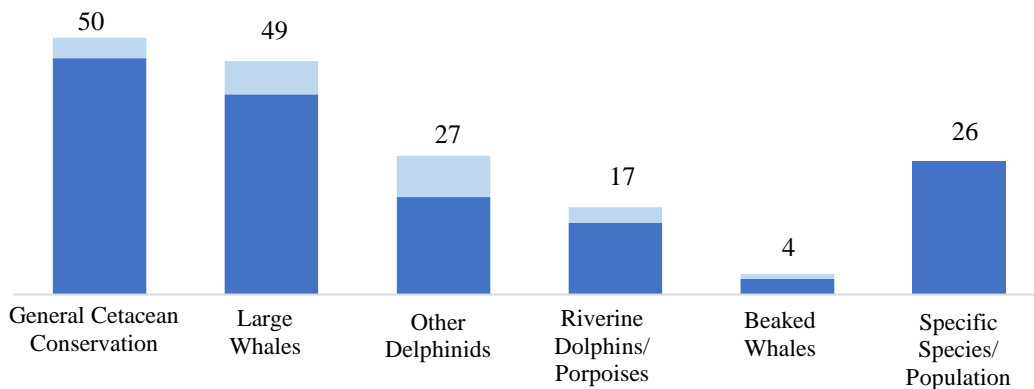 50
49
27
17
4
26
General Cetacean
Conservation
Large
Whales
Other
Delphinids
Riverine
Dolphins/
Porpoises
Beaked
Whales
Specific
Species/
Population